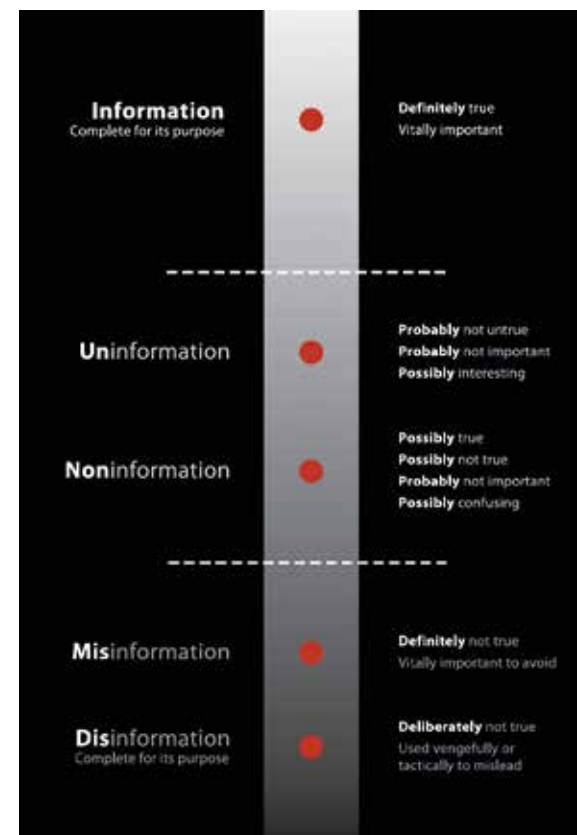 Information
Complete for its purpose
Definitely true
Vitally important
Uninformation
Probably not untrue
Probably not important
Possibly interesting
Noninformation
Possibly true
Possibly not true
Probably not important
Possibly confusing
Misinformation
Definitely not true
Vitally important to avoid
Disinformation
Complete for its purpose
Deliberately not true
Used vengefully or
tactically to mislead